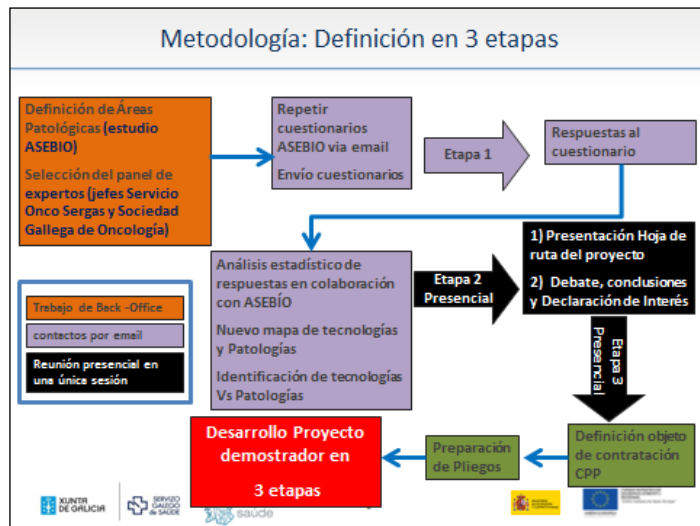 Metodología: Definición en 3 etapas
Definición de Áreas
Patológicas (estudio
ASEBIO)
Selección del panel de
expertos (jefes Servicio
Onco Sergas y Sociedad
Gallega de Oncología)
Repetir
cuestionarios
ASEBIO via email
Envío cuestionarios
Etapa 1
Respuestas al
cuestionario
Análisis estadístico de
respuestas en colaboración
con ASEBÍO
Nuevo mapa de tecnologías
y Patologías
Identificación de tecnologías
Vs Patologías
Etapa 2
Presencial
1) Presentación Hoja de
ruta del proyecto
2) Debate, conclusiones
y Declaración de Interés
Trabajo de Back -Office
contactos por email
Reunión presencial en
una única sesión
Etapa 3
Presencial
Desarrollo Proyecto
demostrador en
3 etapas
Preparación
de Pliegos
Definición objeto
de contratación
CPP
XUNTA
DE GALICIA
SERVIZO
GALEGO
de SAÚDE
saúde